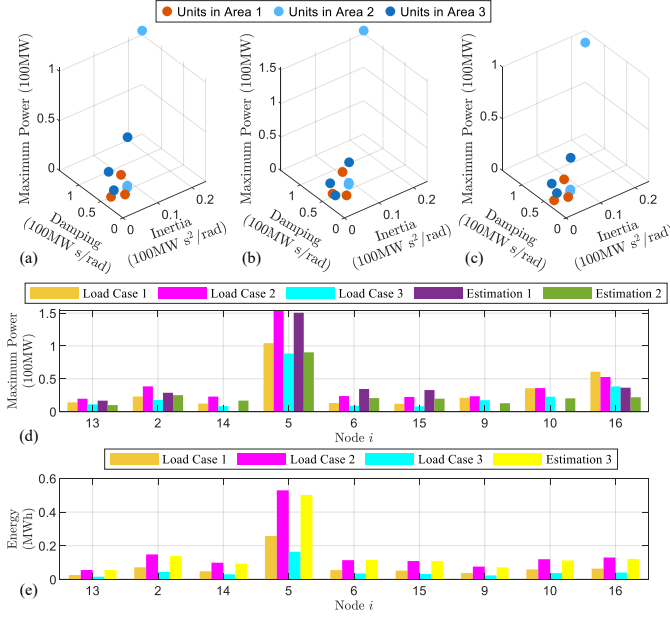 Units in Area 1 Units in Area 2 Units in Area 3
Maximum Power (100MW)
1
0.5
0
1
0.5
0
0
0.1
0.2
Damping
(100MW s/rad)
Inertia
(100MW s²/rad)
(a)
Maximum Power (100MW)
1.5
1
0.5
0
1
0.5
0
0
0.1
0.2
Damping
(100MW s/rad)
Inertia
(100MW s²/rad)
(b)
Maximum Power (100MW)
1
0.5
0
1
0.5
0
0
0.1
0.2
Damping
(100MW s/rad)
Inertia
(100MW s²/rad)
(c)
Load Case 1 Load Case 2 Load Case 3 Estimation 1 Estimation 2
Maximum Power
(100MW)
1.5
1
0.5
0
13 2 14 5 6 15 9 10 16
Node i
(d)
Load Case 1 Load Case 2 Load Case 3 Estimation 3
Energy
(MWh)
0.6
0.4
0.2
0
13 2 14 5 6 15 9 10 16
Node i
(e)